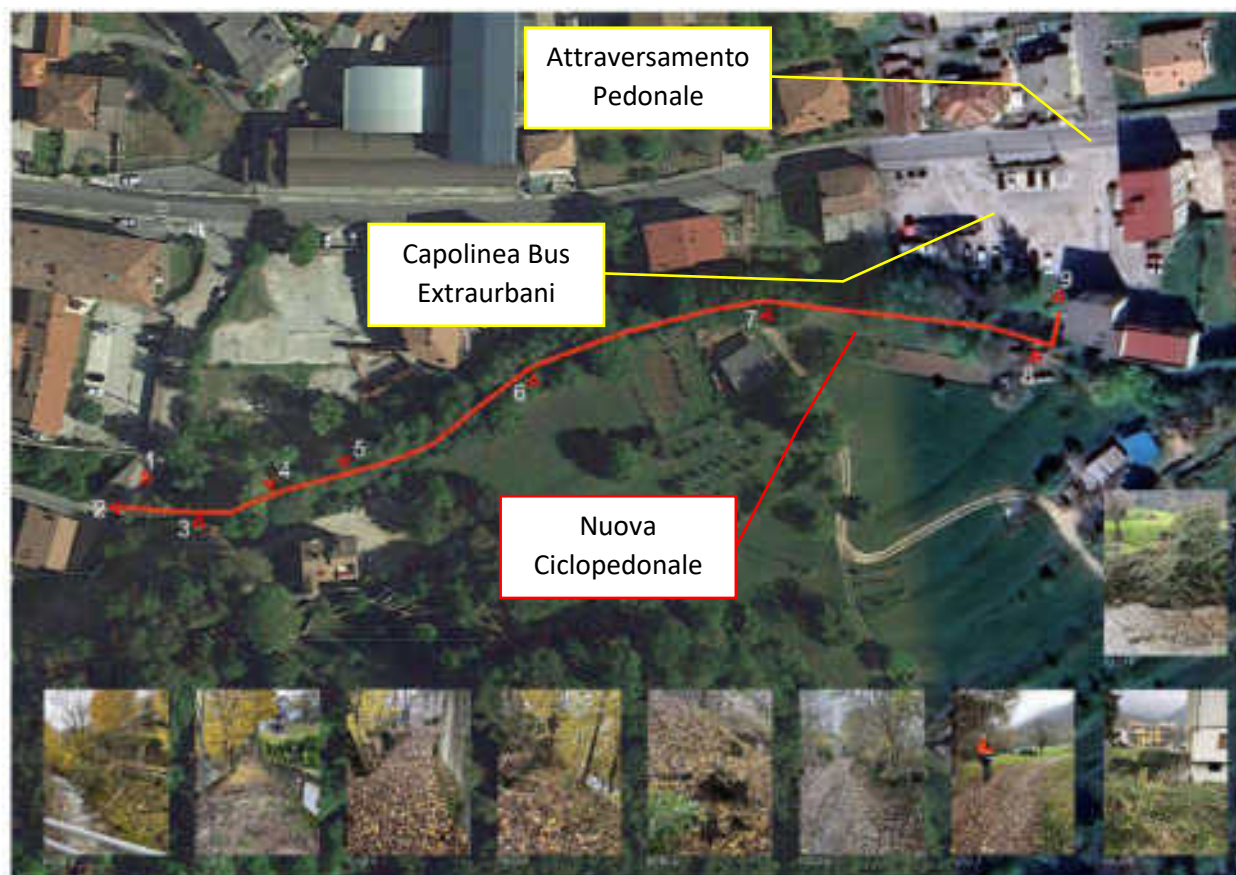 Attraversamento
Pedonale
Capolinea Bus
Extraurbani
9
7
6
5
4
1
2
3
8
Nuova
Ciclopedonale